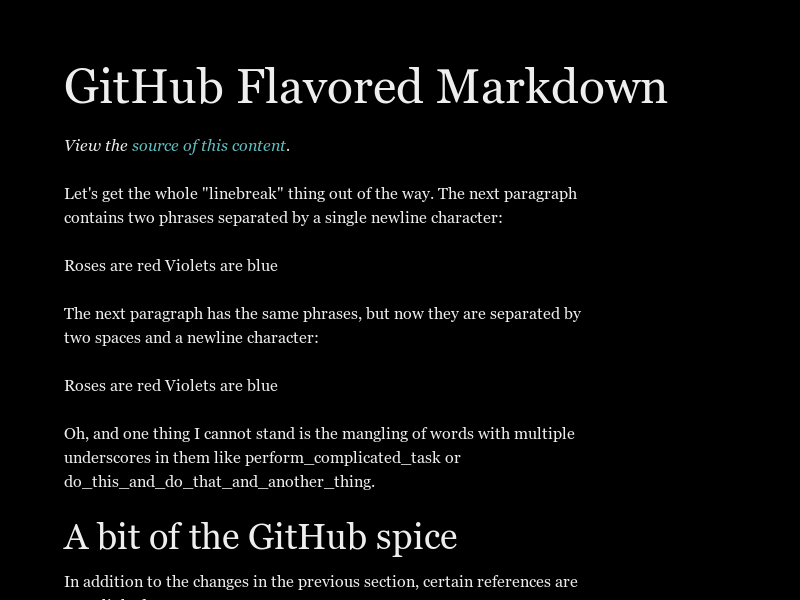 GitHub Flavored Markdown
View the source of this content.
Let's get the whole "linebreak" thing out of the way. The next paragraph
contains two phrases separated by a single newline character:
Roses are red Violets are blue
The next paragraph has the same phrases, but now they are separated by
two spaces and a newline character:
Roses are red Violets are blue
Oh, and one thing I cannot stand is the mangling of words with multiple
underscores in them like perform_complicated_task or
do_this_and_do_that_and_another_thing.
A bit of the GitHub spice
In addition to the changes in the previous section, certain references are